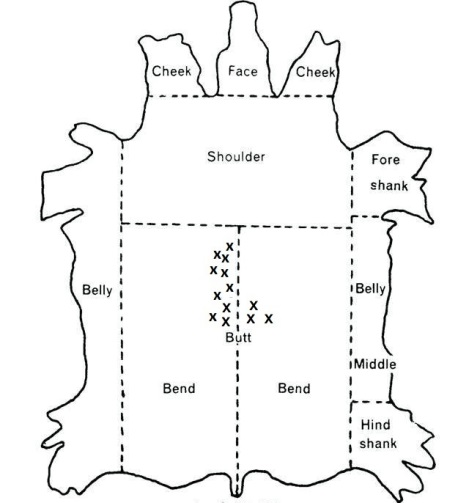 Cheek
Face
Cheek
Shoulder
Fore
shank
x
x x
x x
x
x
x x
x x x x
Butt
Belly
Belly
Middle
Bend
Bend
Hind
shank